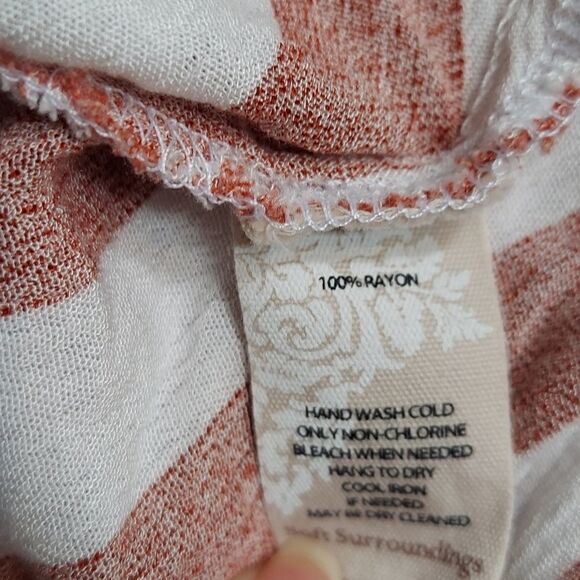 100% RAYON
HAND WASH COLD
ONLY NON-CHLORINE
BLEACH WHEN NEEDED
HANG TO DRY
COOL IRON
IF NEEDED
MAY BE DRY CLEANED
Soft Surroundings